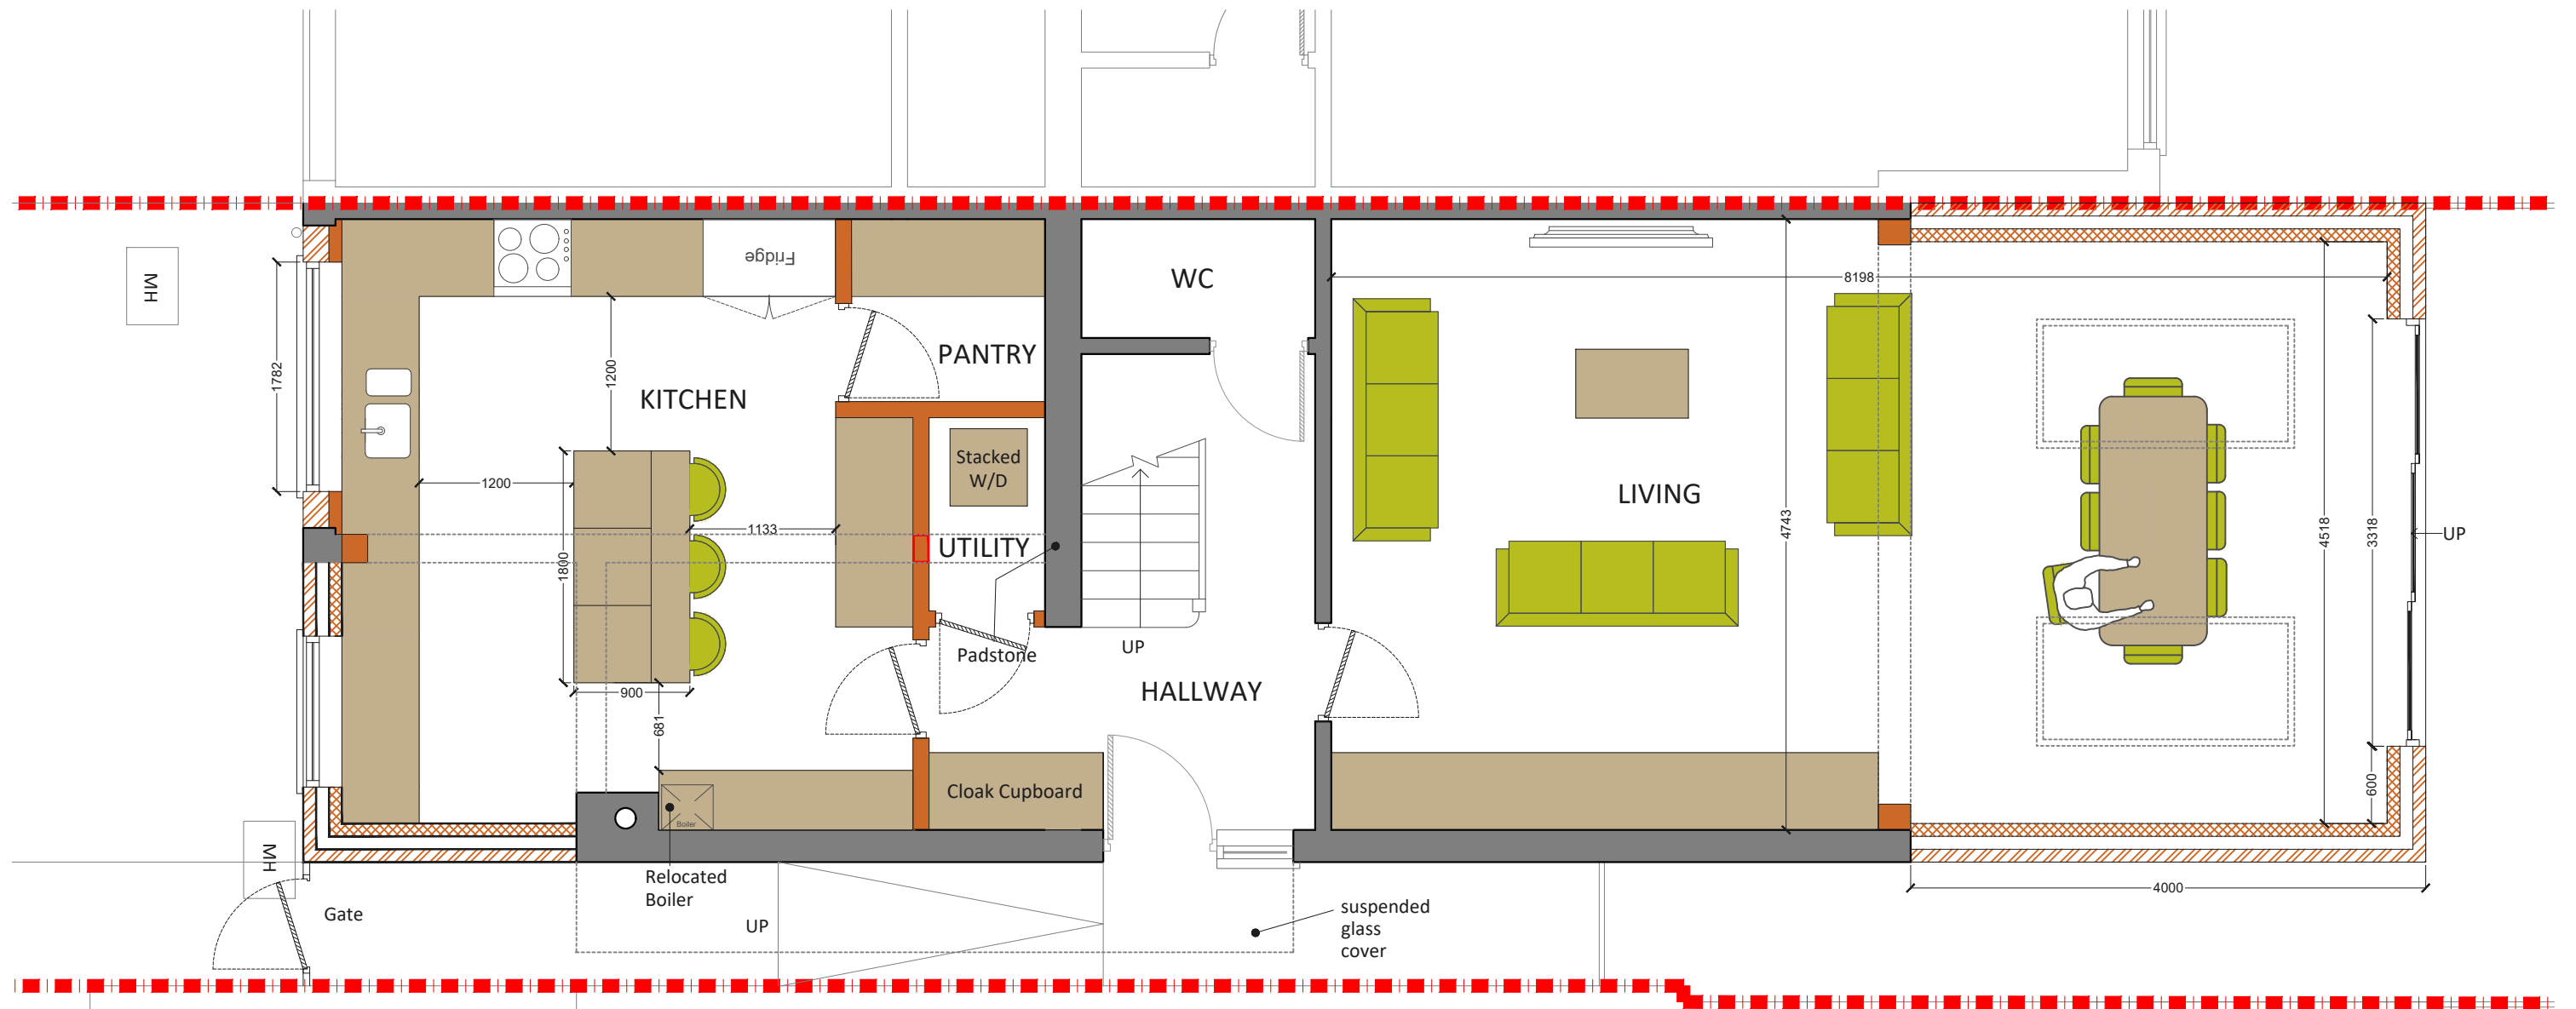 MH
Fridge
WC
8198
1782
1200
PANTRY
KITCHEN
Stacked
W/D
1200
1133
LIVING
4743
4518
3318
UP
1800
UTILITY
Padstone
UP
900
681
HALLWAY
600
Cloak Cupboard
Boiler
MH
Relocated
Boiler
4000
Gate
UP
suspended
glass
cover